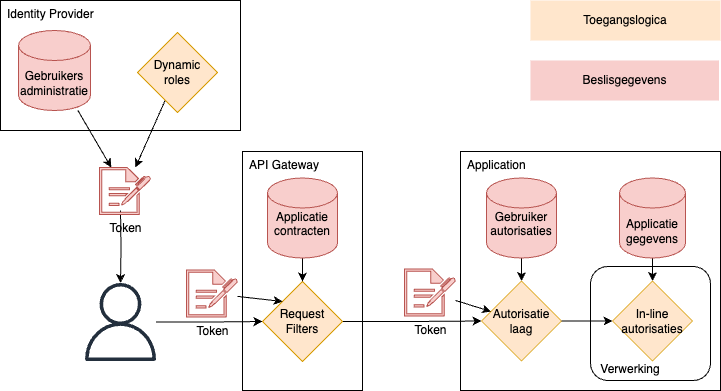 Identity Provider
Toegangslogica
Gebruikers
administratie
Dynamic
roles
Beslisgegevens
API Gateway
Application
Token
Applicatie
contracten
Gebruiker
autorisaties
Applicatie
gegevens
Token
Request
Filters
Token
Autorisatie
laag
In-line
autorisaties
Verwerking